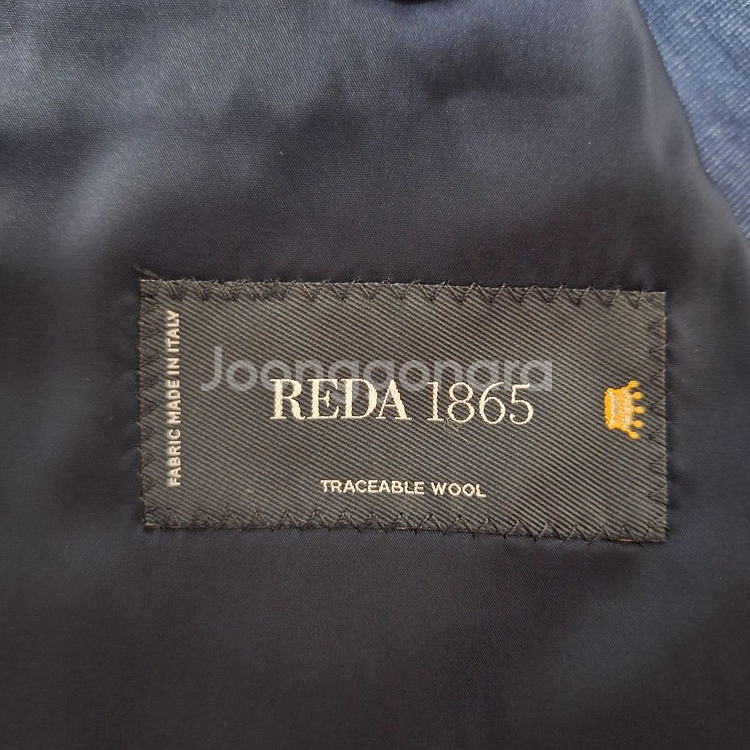 FABRIC MADE IN ITALY
Joonggonara
REDA 1865
TRACEABLE WOOL